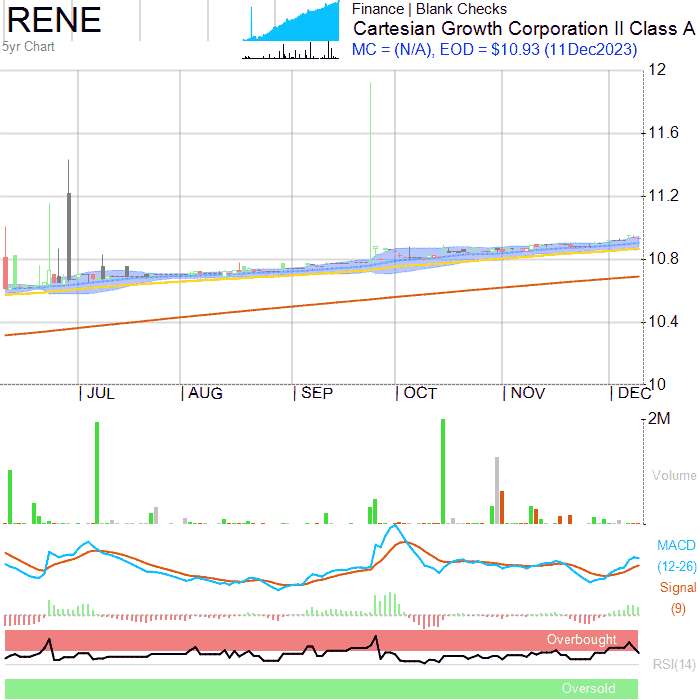 RENE
5yr Chart
Finance | Blank Checks
Cartesian Growth Corporation II Class A
MC = (N/A), EOD = $10.93 (11Dec2023)
12
11.6
11.2
10.8
10.4
10
JUL
AUG
SEP
OCT
NOV
DEC
2M
Volume
MACD
(12-26)
Signal
(9)
Overbought
RSI(14)
Oversold